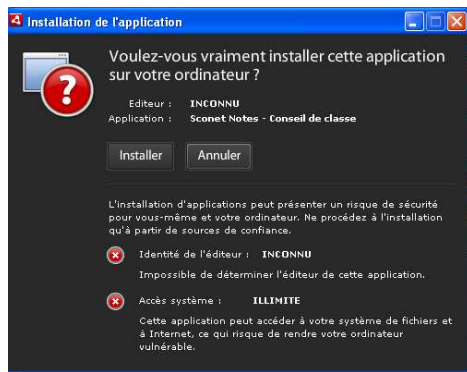 Installation de l'application
Voulez-vous vraiment installer cette application
sur votre ordinateur ?
Editeur : INCONNU
Application : Sconet Notes - Conseil de classe
Installer Annuler
L'installation d'applications peut présenter un risque de sécurité
pour vous-même et votre ordinateur. Ne procédez à l'installation
qu'à partir de sources de confiance.
Identité de l'éditeur : INCONNU
Impossible de déterminer l'éditeur de cette application.
Accès système : ILLIMITE
Cette application peut accéder à votre système de fichiers et
à Internet, ce qui risque de rendre votre ordinateur
vulnérable.